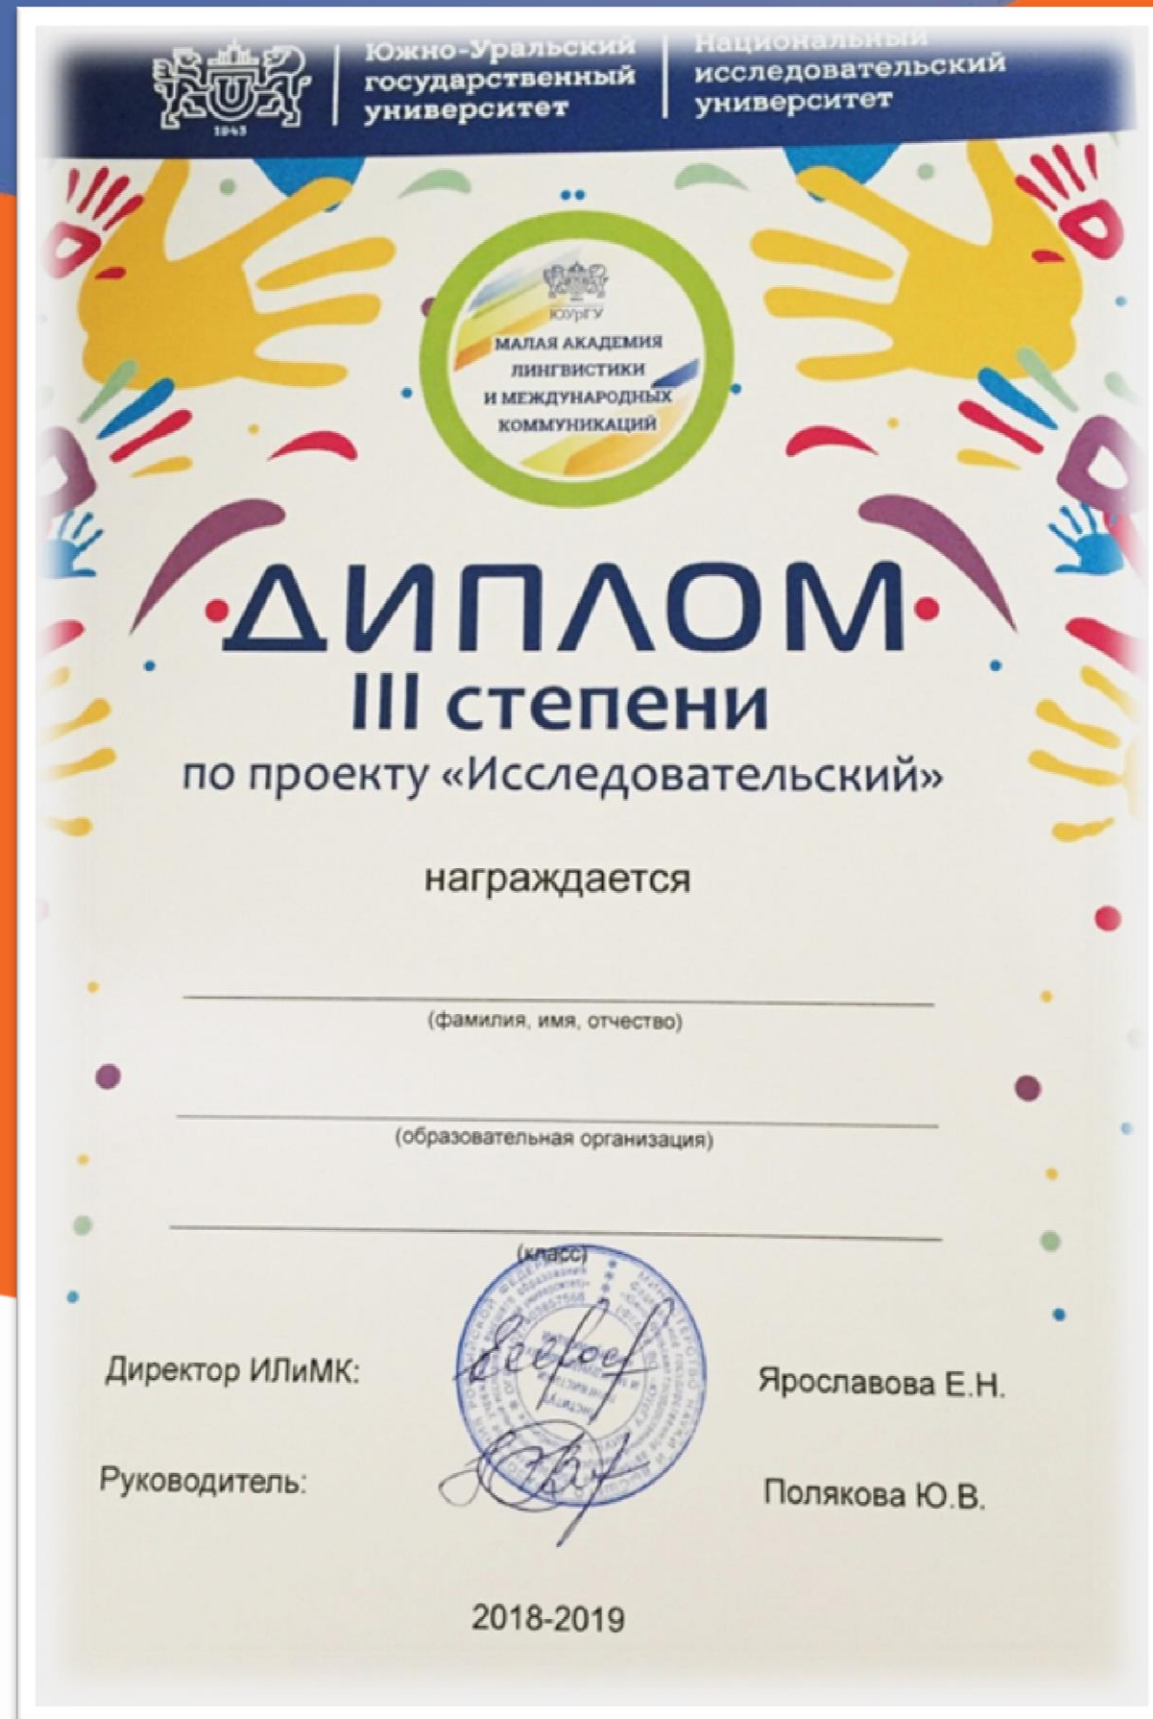 Южно-Уральский
государственный
университет
Национальный
исследовательский
университет
1943
ЮУрГУ
МАЛАЯ АКАДЕМИЯ
ЛИНГВИСТИКИ
И МЕЖДУНАРОДНЫХ
КОММУНИКАЦИЙ
ДИПЛОМ
III степени
по проекту «Исследовательский»
награждается
(фамилия, имя, отчество)
(образовательная организация)
(класс)
Директор ИЛиМК:
Ярославова Е.Н.
Руководитель:
Полякова Ю.В.
2018-2019